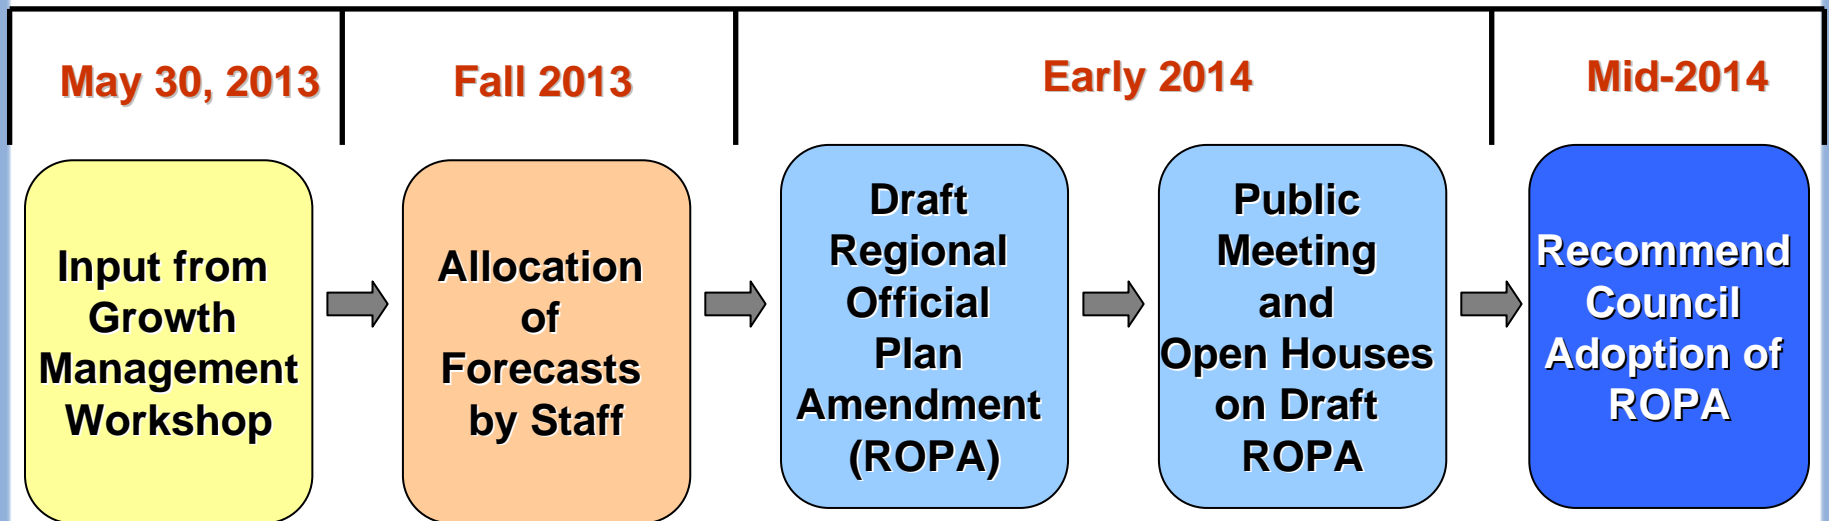 May 30, 2013
Fall 2013
Early 2014
Mid-2014
Input from
Growth
Management
Workshop
Allocation
of
Forecasts
by Staff
Draft
Regional
Official
Plan
Amendment
(ROPA)
Public
Meeting
and
Open Houses
on Draft
ROPA
Recommend
Council
Adoption of
ROPA